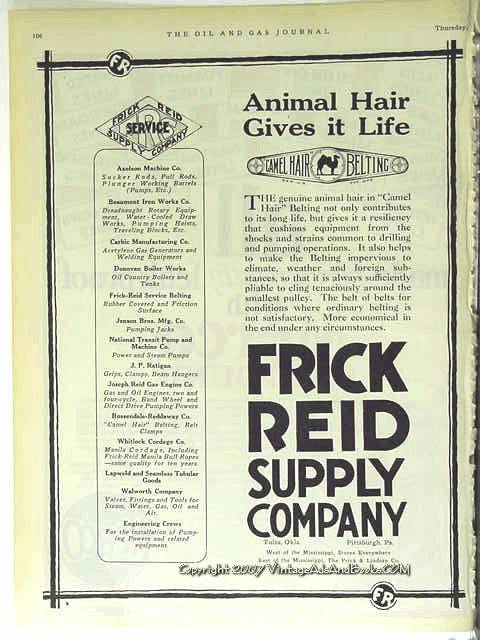 106
THE OIL AND GAS JOURNAL
Thursday,
FR
FRICK REID
SERVICE
SUPPLY COMPANY
Axelson Machine Co.
Sucker Rods, Pull Rods,
Plunger Working Barrels
(Pumps, Etc.)
Beaumont Iron Works Co.
Dreadnaught Rotary Equip-
ment, Water-Cooled Draw
Works, Pumping Hoists,
Traveling Blocks, Etc.
Carbic Manufacturing Co.
Acetylene Gas Generators and
Welding Equipment
Donovan Boiler Works
Oil Country Boilers and
Tanks
Frick-Reid Service Belting
Rubber Covered and Friction
Surface
Jensen Bros. Mfg. Co.
Pumping Jacks
National Transit Pump and
Machine Co.
Power and Steam Pumps
J. P. Ratigan
Grips, Clamps, Beam Hangers
Joseph Reid Gas Engine Co.
Gas and Oil Engines, two and
four-cycle, Band Wheel and
Direct Drive Pumping Powers
Rossendale-Reddaway Co.
"Camel Hair" Belting, Belt
Clamps
Whitlock Cordage Co.
Manila Cordage, Including
Frick-Reid Manila Bull Ropes
—same quality for ten years
Lapweld and Seamless Tubular
Goods
Walworth Company
Valves, Fittings and Tools for
Steam, Water, Gas, Oil and
Air.
Engineering Crews
For the installation of Pump-
ing Powers and related
equipment.
Animal Hair
Gives it Life
CAMEL HAIR BELTING
THE genuine animal hair in "Camel
Hair" Belting not only contributes
to its long life, but gives it a resiliency
that cushions equipment from the
shocks and strains common to drilling
and pumping operations. It also helps
to make the Belting impervious to
climate, weather and foreign sub-
stances, so that it is always sufficiently
pliable to cling tenaciously around the
smallest pulley. The belt of belts for
conditions where ordinary belting is
not satisfactory. More economical in
the end under any circumstances.
FRICK
REID
SUPPLY
COMPANY
Tulsa, Okla. Pittsburgh, Pa.
West of the Mississippi, Stores Everywhere
East of the Mississippi, The Frick & Lindsay Co.
Copyright 2007 VintageAdsAndBooks.COM
FR